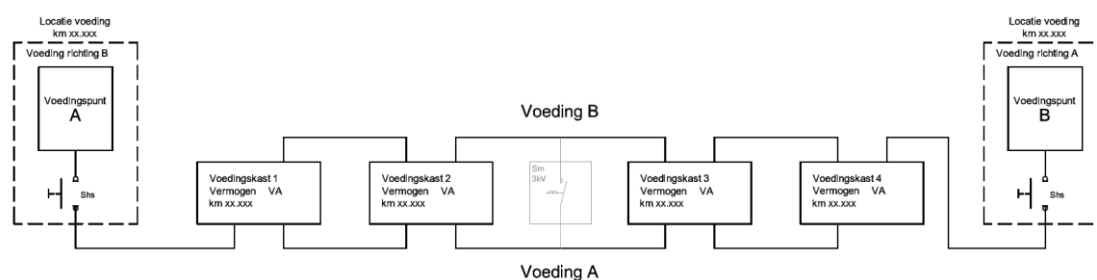 Locatie voeding
km xx.xxx
Voeding richting B
Voedingspunt
A
Shs
Voeding B
Voedingskast 1
Vermogen VA
km xx.xxx
Voedingskast 2
Vermogen VA
km xx.xxx
Sm
3kV
Voedingskast 3
Vermogen VA
km xx.xxx
Voedingskast 4
Vermogen VA
km xx.xxx
Voeding A
Locatie voeding
km xx.xxx
Voeding richting A
Voedingspunt
B
Shs